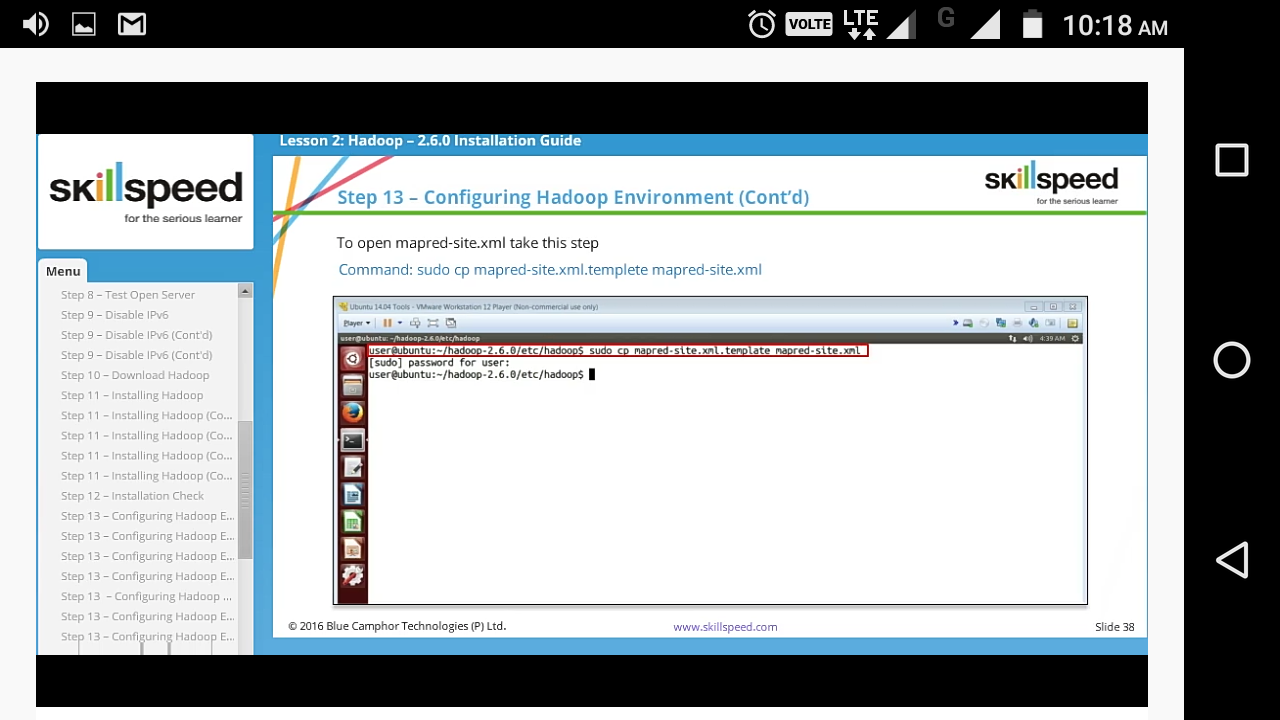 VOLTE
LTE
G
10:18 AM
Lesson 2: Hadoop – 2.6.0 Installation Guide
skillspeed
for the serious learner
Menu
Step 8 – Test Open Server
Step 9 – Disable IPv6
Step 9 – Disable IPv6 (Cont'd)
Step 9 – Disable IPv6 (Cont'd)
Step 10 – Download Hadoop
Step 11 – Installing Hadoop
Step 11 – Installing Hadoop (Co...
Step 11 – Installing Hadoop (Co...
Step 11 – Installing Hadoop (Co...
Step 11 – Installing Hadoop (Co...
Step 12 – Installation Check
Step 13 – Configuring Hadoop E...
Step 13 – Configuring Hadoop E...
Step 13 – Configuring Hadoop E...
Step 13 – Configuring Hadoop E...
Step 13  – Configuring Hadoop ...
Step 13 – Configuring Hadoop E...
Step 13 – Configuring Hadoop E...
Step 13 – Configuring Hadoop Environment (Cont'd)
skillspeed
for the serious learner
To open mapred-site.xml take this step
Command: sudo cp mapred-site.xml.templete mapred-site.xml
Ubuntu 14.04 Tools - VMware Workstation 12 Player (Non-commercial use only)
Player
user@ubuntu: ~/hadoop-2.6.0/etc/hadoop
4:39 AM
user@ubuntu:~/hadoop-2.6.0/etc/hadoop$ sudo cp mapred-site.xml.template mapred-site.xml
[sudo] password for user:
user@ubuntu:~/hadoop-2.6.0/etc/hadoop$
© 2016 Blue Camphor Technologies (P) Ltd.
www.skillspeed.com
Slide 38